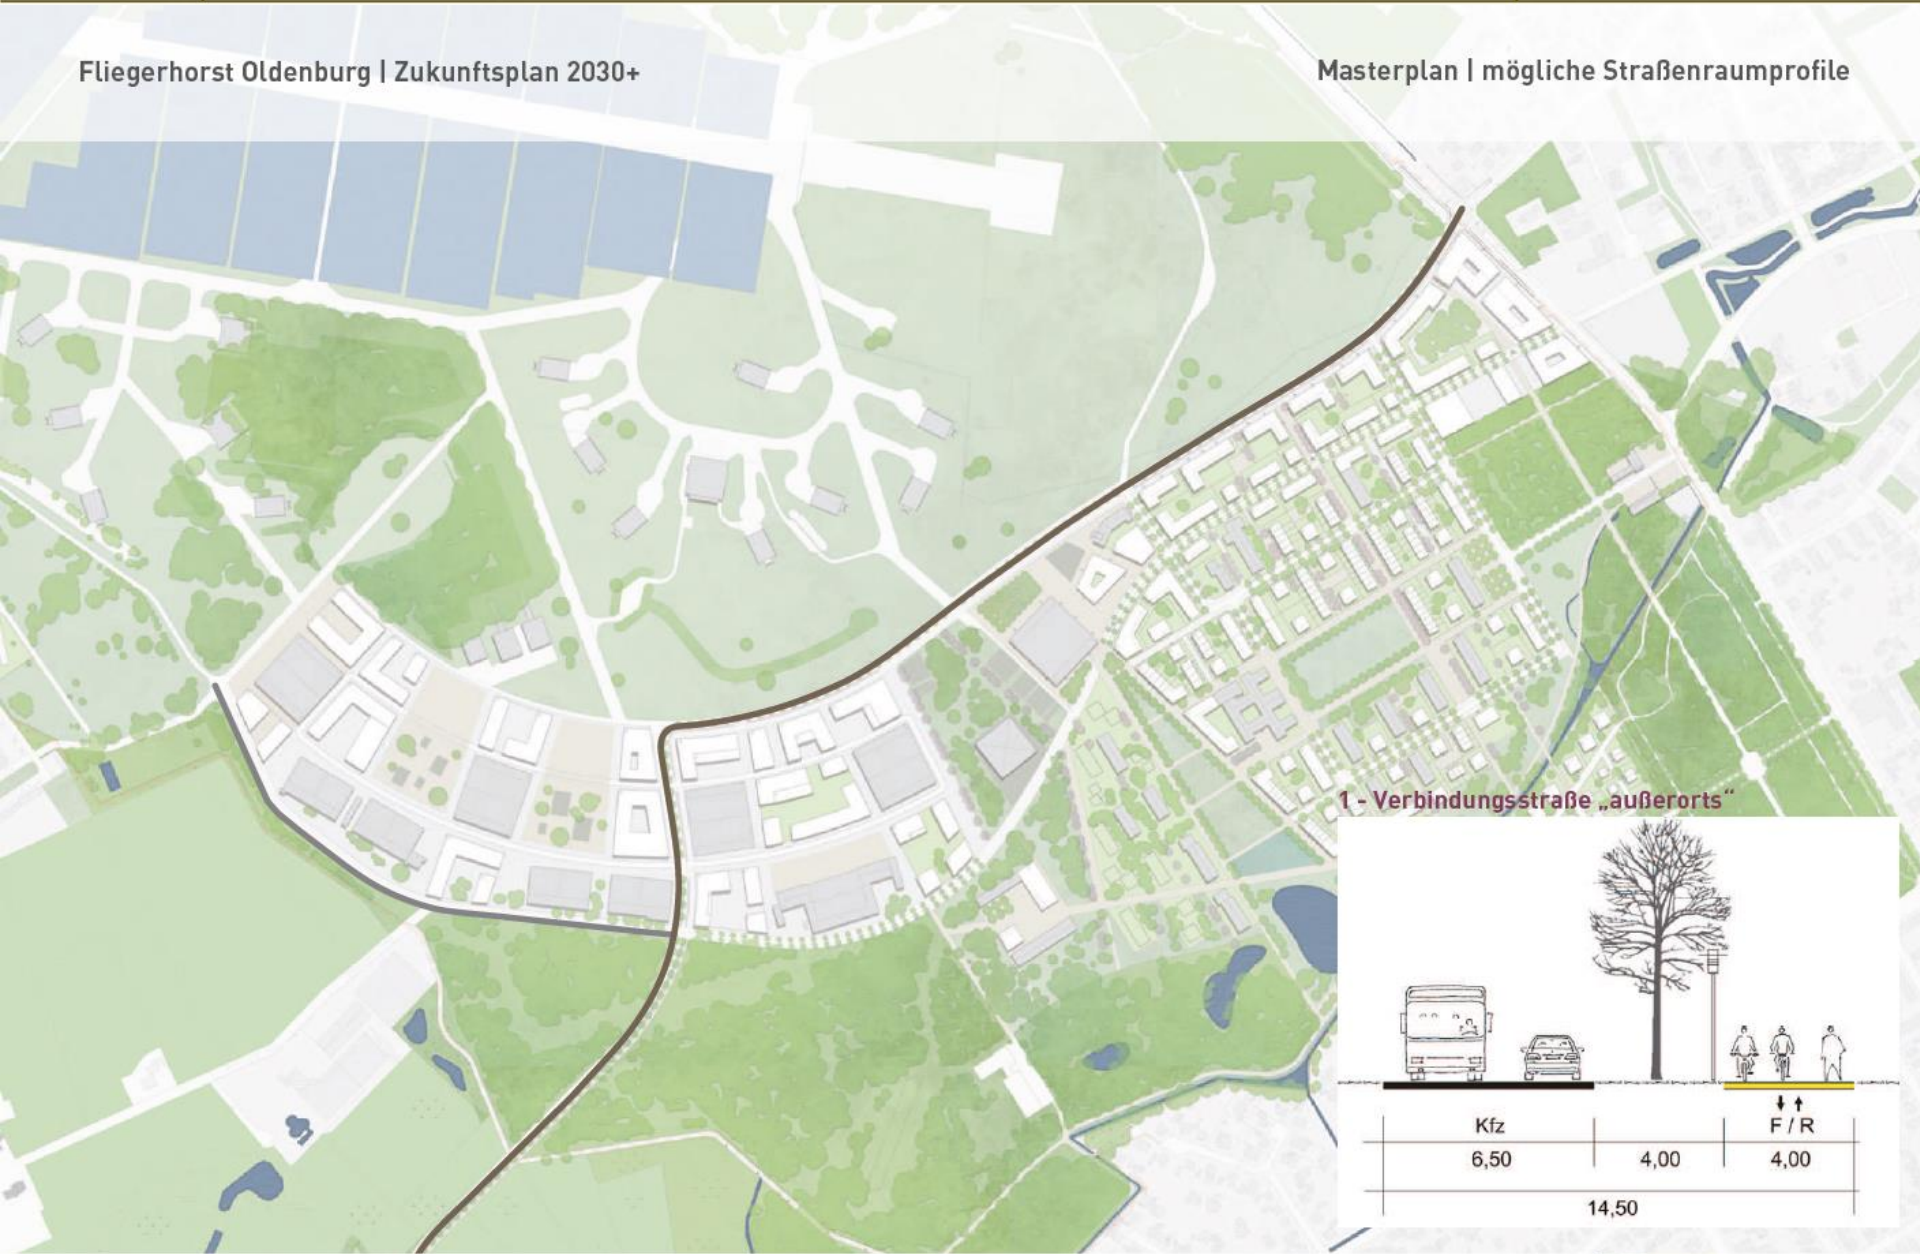 Fliegerhorst Oldenburg | Zukunftsplan 2030+
Masterplan | mögliche Straßenraumprofile
1 - Verbindungsstraße „außerorts“
Kfz
F / R
6,50
4,00
4,00
14,50